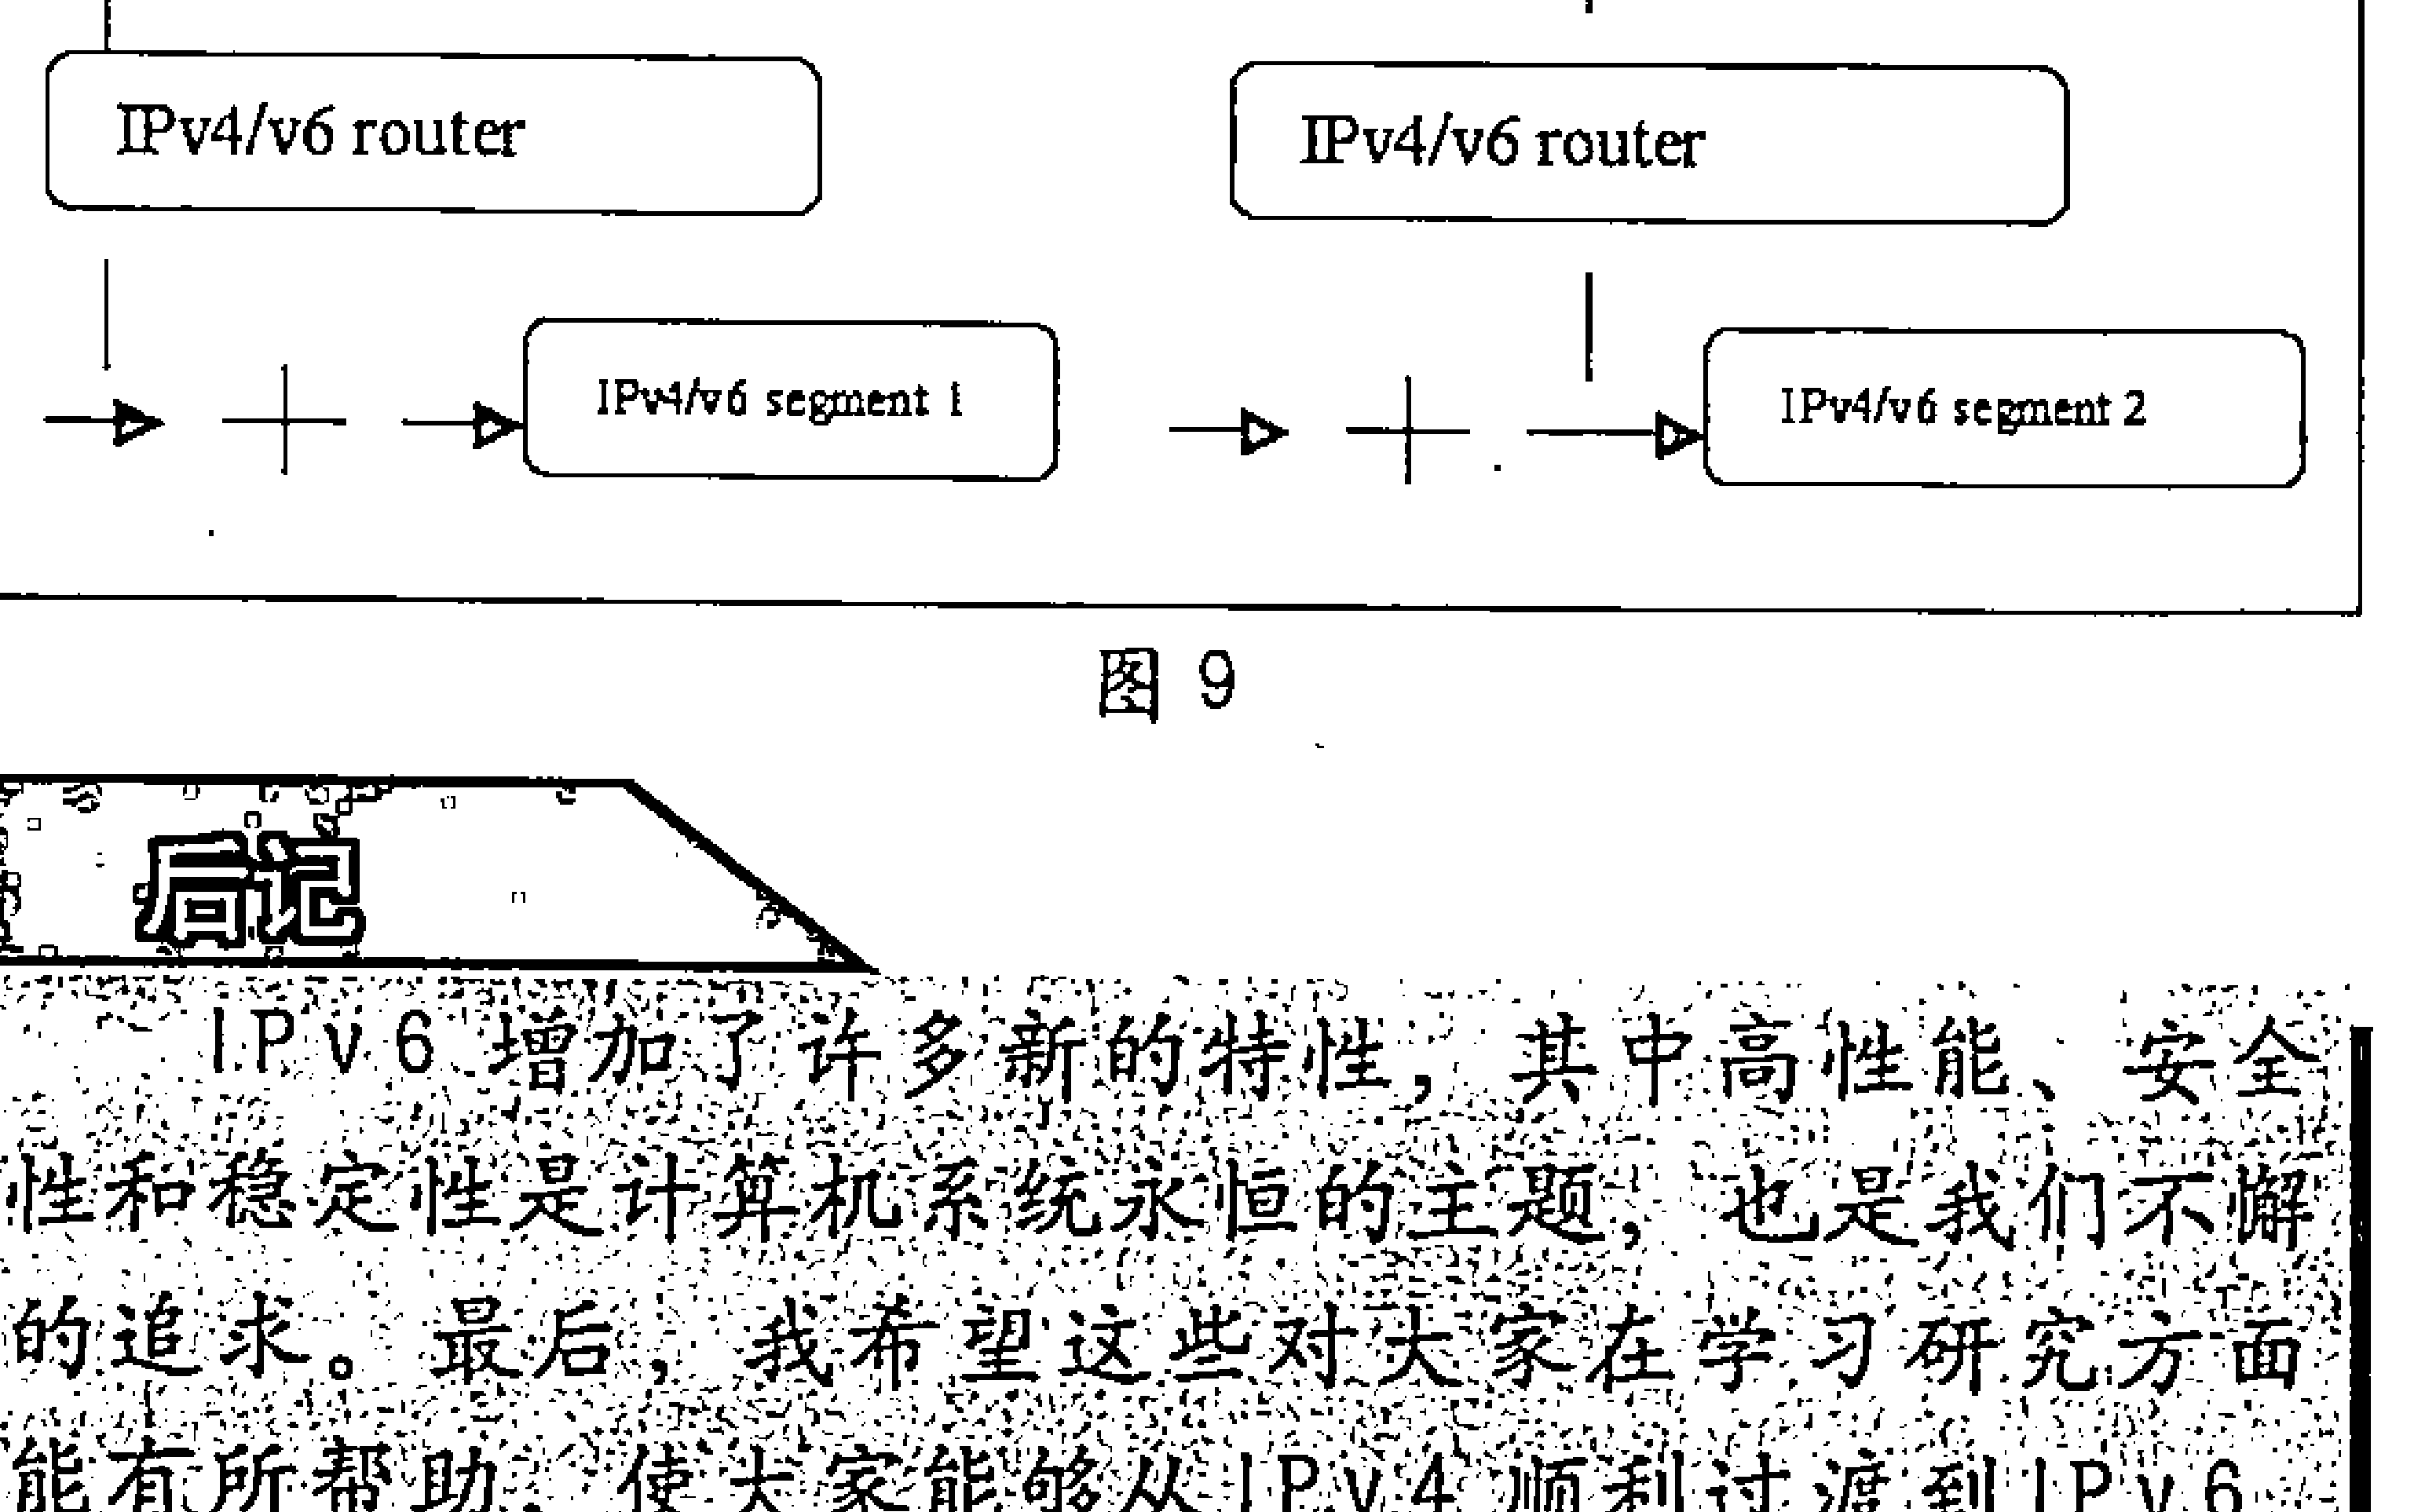 IPv4/v6 router
IPv4/v6 router
IPv4/v6 segment 1
IPv4/v6 segment 2
图 9
后记
IPv6 增加了许多新的特性，其中高性能、安全
性和稳定性是计算机系统永恒的主题，也是我们不懈
的追求。最后，我希望这些对大家在学习研究方面
能有所帮助，使大家能够从IPv4 顺利过渡到IPv6